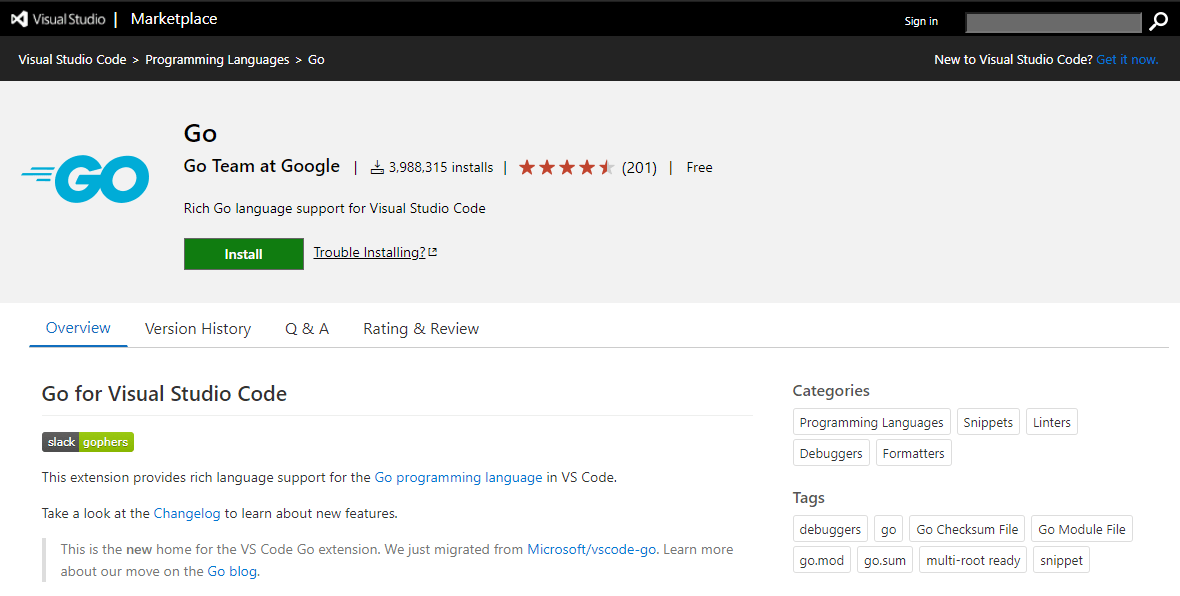 Visual Studio | Marketplace
Sign in
Visual Studio Code > Programming Languages > Go
New to Visual Studio Code? Get it now.
GO
Go
Go Team at Google | 3,988,315 installs | (201) | Free
Rich Go language support for Visual Studio Code
Install
Trouble Installing?
Overview Version History Q & A Rating & Review
Go for Visual Studio Code
slack gophers
This extension provides rich language support for the Go programming language in VS Code.
Take a look at the Changelog to learn about new features.
This is the new home for the VS Code Go extension. We just migrated from Microsoft/vscode-go. Learn more
about our move on the Go blog.
Categories
Programming Languages Snippets Linters
Debuggers Formatters
Tags
debuggers go Go Checksum File Go Module File
go.mod go.sum multi-root ready snippet